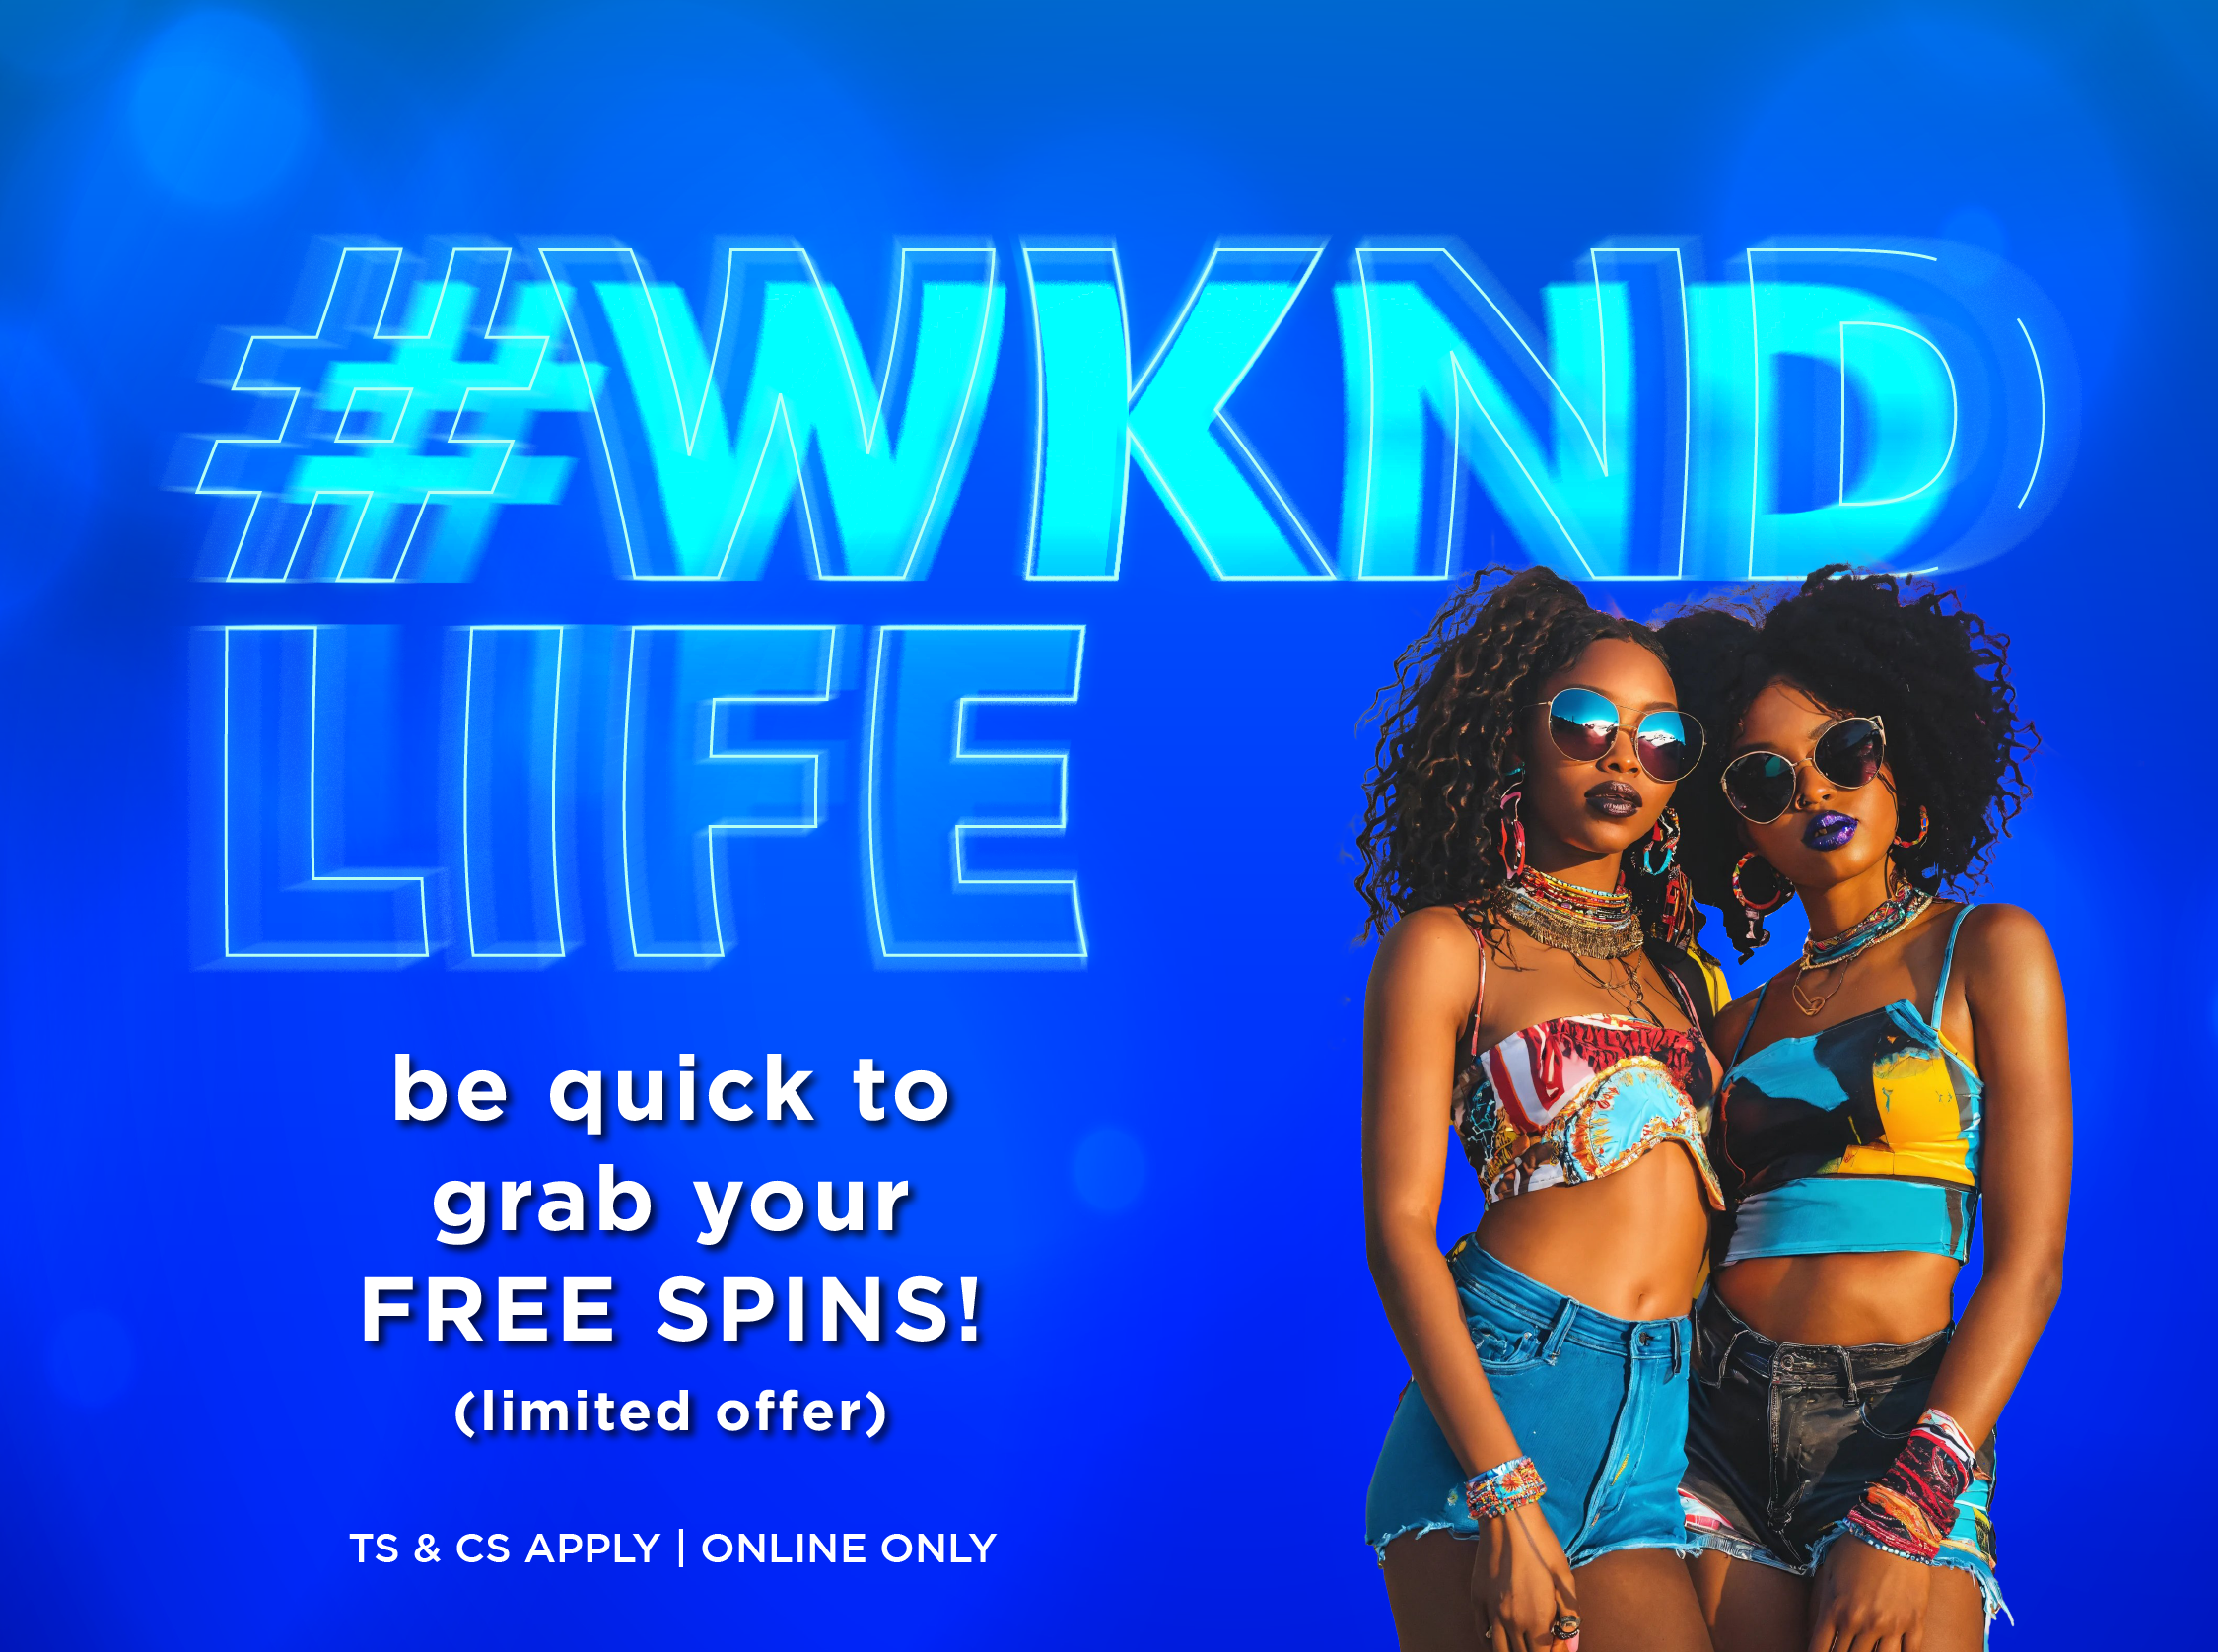 #WKND
LIFE
be quick to
grab your
FREE SPINS!
(limited offer)
TS & CS APPLY | ONLINE ONLY